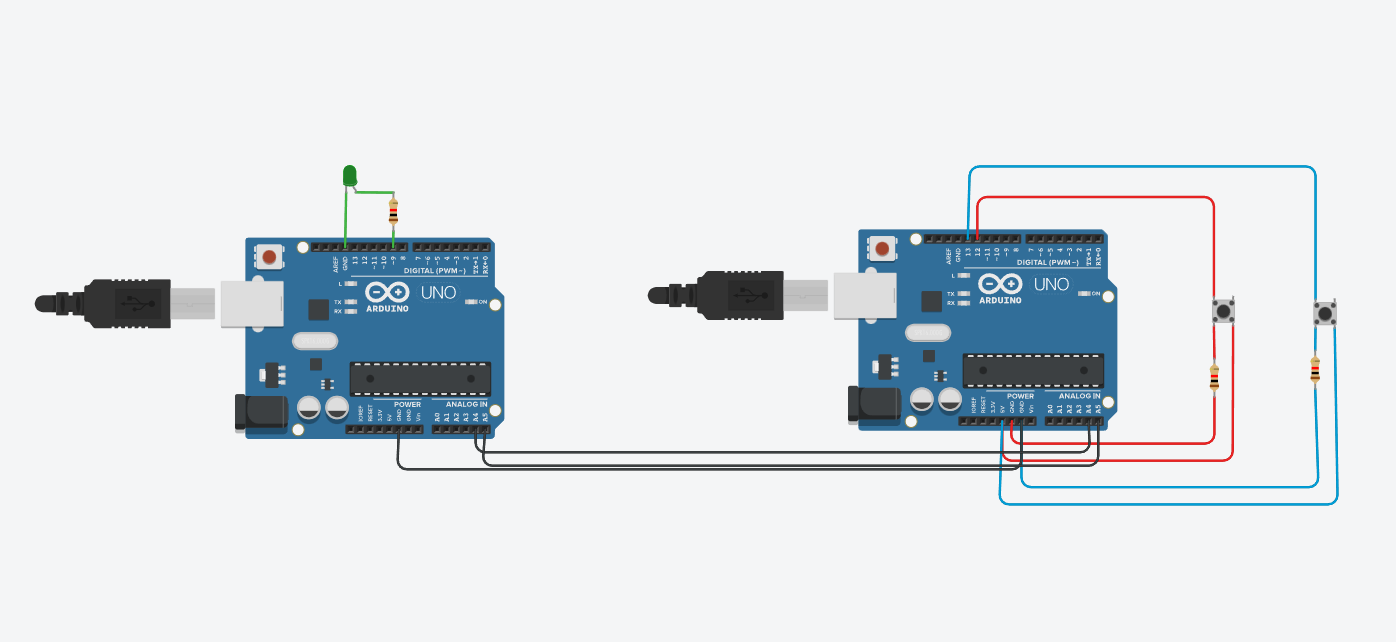 AREF
GND
13
12
~11
~10
~9
8
7
~6
~5
4
~3
2
TX→1
RX←0
DIGITAL (PWM~)
L
TX
RX
UNO
ON
ARDUINO
POWER
ANALOG IN
IOREF
RESET
3.3V
5V
GND
GND
Vin
A0
A1
A2
A3
A4
A5
AREF
GND
13
12
~11
~10
~9
8
7
~6
~5
4
~3
2
TX→1
RX←0
DIGITAL (PWM~)
L
TX
RX
UNO
ON
ARDUINO
POWER
ANALOG IN
IOREF
RESET
3.3V
5V
GND
GND
Vin
A0
A1
A2
A3
A4
A5